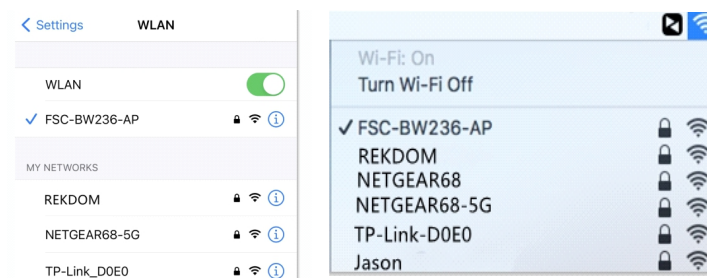 Settings
WLAN
WLAN
FSC-BW236-AP
MY NETWORKS
REKDOM
NETGEAR68-5G
TP-Link_D0E0
Wi-Fi: On
Turn Wi-Fi Off
FSC-BW236-AP
REKDOM
NETGEAR68
NETGEAR68-5G
TP-Link-D0E0
Jason